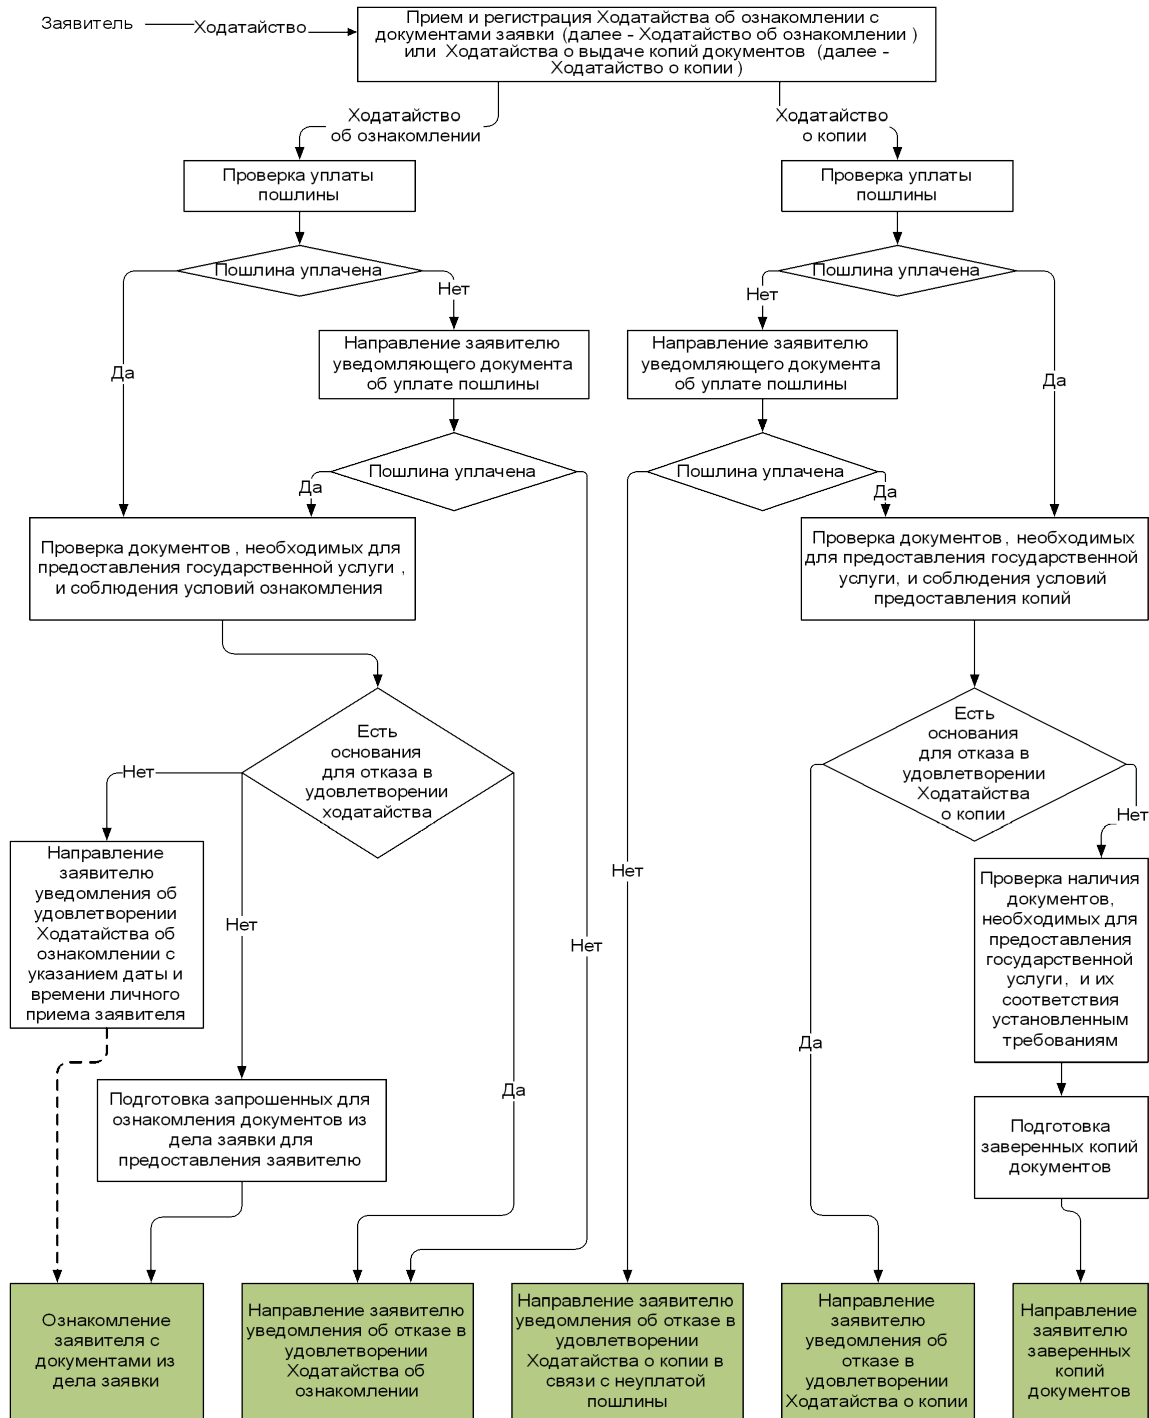 Заявитель
Ходатайство
Прием и регистрация Ходатайства об ознакомлении с
документами заявки (далее - Ходатайство об ознакомлении )
или Ходатайства о выдаче копий документов (далее -
Ходатайство о копии )
Ходатайство
об ознакомлении
Ходатайство
о копии
Проверка уплаты
пошлины
Проверка уплаты
пошлины
Пошлина уплачена
Пошлина уплачена
Нет
Нет
Направление заявителю
уведомляющего документа
об уплате пошлины
Направление заявителю
уведомляющего документа
об уплате пошлины
Да
Да
Пошлина уплачена
Пошлина уплачена
Да
Да
Проверка документов , необходимых для
предоставления государственной услуги ,
и соблюдения условий ознакомления
Проверка документов , необходимых
для предоставления государственной
услуги, и соблюдения условий
предоставления копий
Есть
основания
для отказа в
удовлетворении
ходатайства
Есть
основания
для отказа в
удовлетворении
Ходатайства
о копии
Нет
Нет
Направление
заявителю
уведомления об
удовлетворении
Ходатайства об
ознакомлении с
указанием даты и
времени личного
приема заявителя
Нет
Нет
Нет
Проверка наличия
документов,
необходимых для
предоставления
государственной
услуги, и их
соответствия
установленным
требованиям
Да
Да
Подготовка запрошенных для
ознакомления документов из
дела заявки для
предоставления заявителю
Подготовка
заверенных копий
документов
Ознакомление
заявителя с
документами из
дела заявки
Направление заявителю
уведомления об отказе в
удовлетворении
Ходатайства об
ознакомлении
Направление заявителю
уведомления об отказе в
удовлетворении
Ходатайства о копии в
связи с неуплатой
пошлины
Направление
заявителю
уведомления об
отказе в
удовлетворении
Ходатайства о копии
Направление
заявителю
заверенных
копий
документов